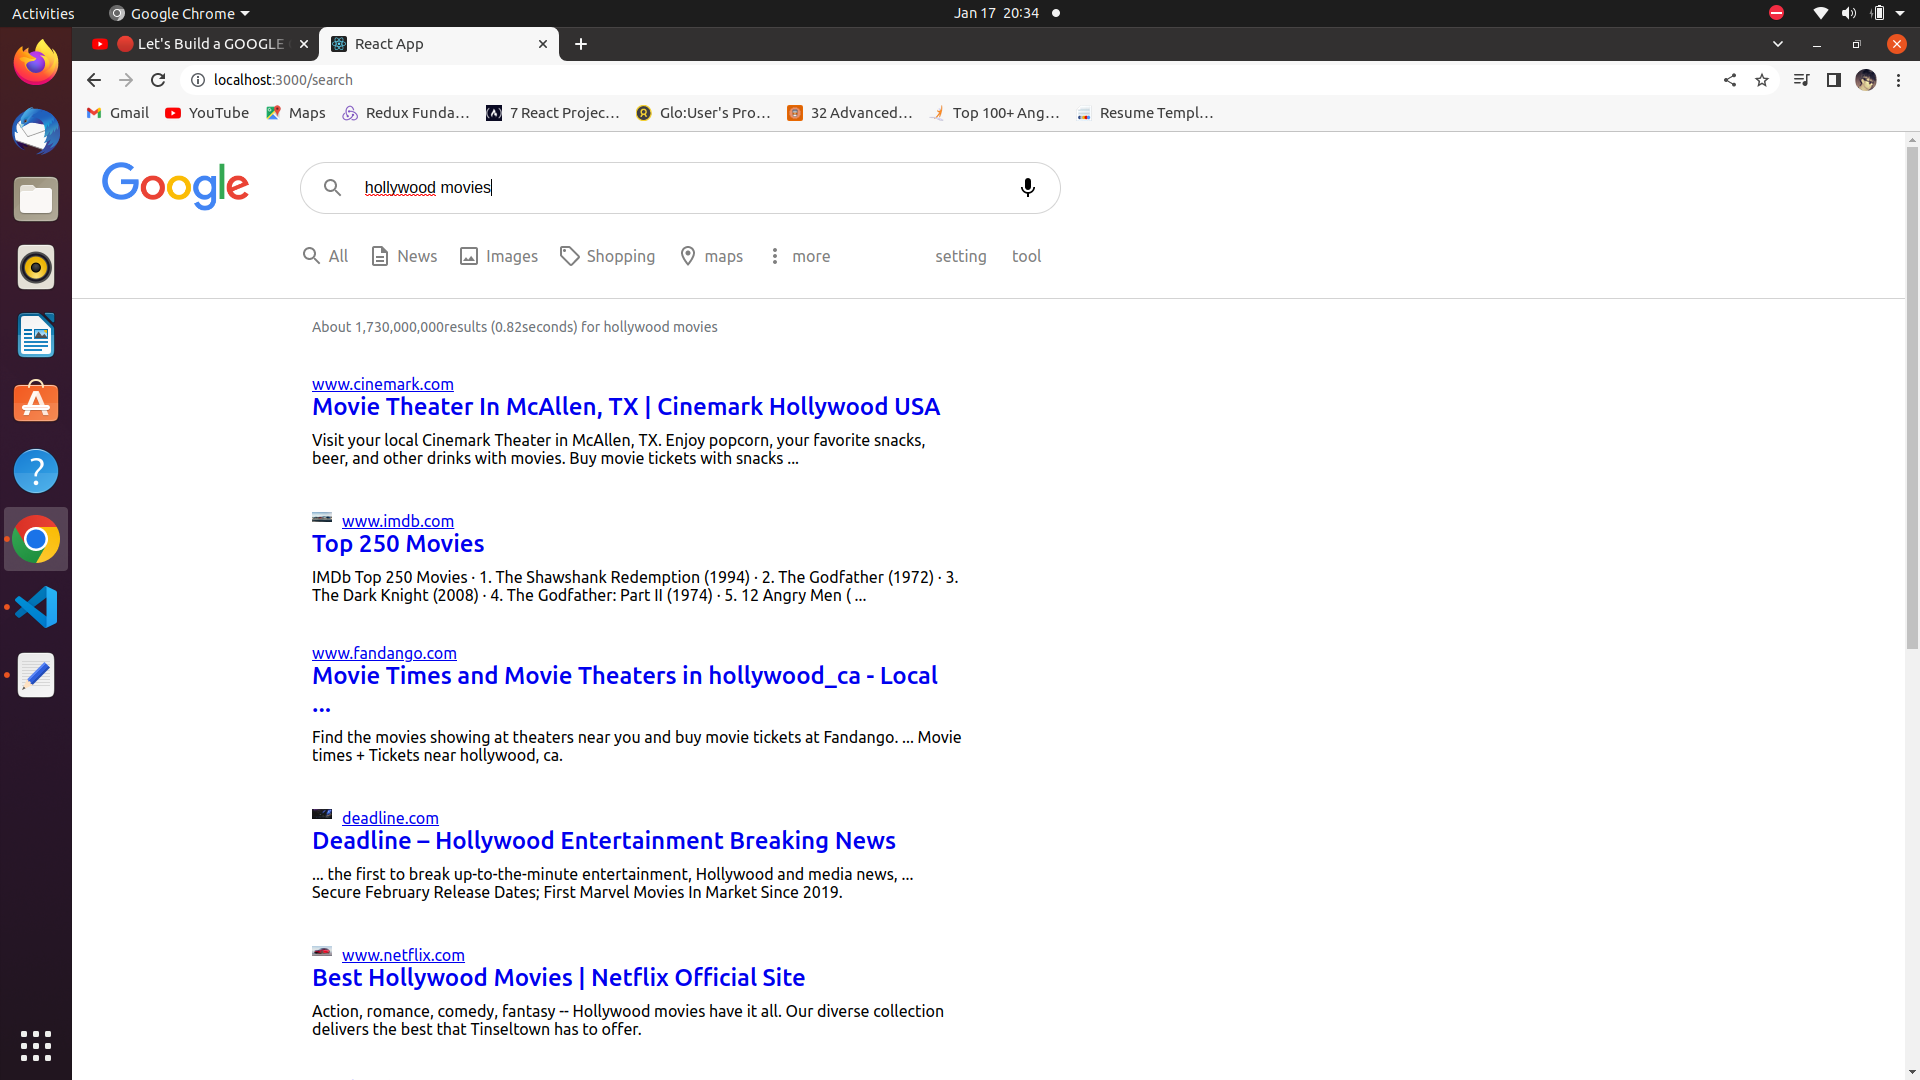 Activities Google Chrome Jan 17 20:34
Let's Build a GOOGLE React App
localhost:3000/search
Gmail YouTube Maps Redux Funda... 7 React Projec... Glo:User's Pro... 32 Advanced... Top 100+ Ang... Resume Templ...
Google hollywood movies
All News Images Shopping maps more setting tool
About 1,730,000,000results (0.82seconds) for hollywood movies
www.cinemark.com
Movie Theater In McAllen, TX | Cinemark Hollywood USA
Visit your local Cinemark Theater in McAllen, TX. Enjoy popcorn, your favorite snacks,
beer, and other drinks with movies. Buy movie tickets with snacks ...
www.imdb.com
Top 250 Movies
IMDb Top 250 Movies · 1. The Shawshank Redemption (1994) · 2. The Godfather (1972) · 3.
The Dark Knight (2008) · 4. The Godfather: Part II (1974) · 5. 12 Angry Men ( ...
www.fandango.com
Movie Times and Movie Theaters in hollywood_ca - Local
...
Find the movies showing at theaters near you and buy movie tickets at Fandango. ... Movie
times + Tickets near hollywood, ca.
deadline.com
Deadline – Hollywood Entertainment Breaking News
... the first to break up-to-the-minute entertainment, Hollywood and media news, ...
Secure February Release Dates; First Marvel Movies In Market Since 2019.
www.netflix.com
Best Hollywood Movies | Netflix Official Site
Action, romance, comedy, fantasy -- Hollywood movies have it all. Our diverse collection
delivers the best that Tinseltown has to offer.